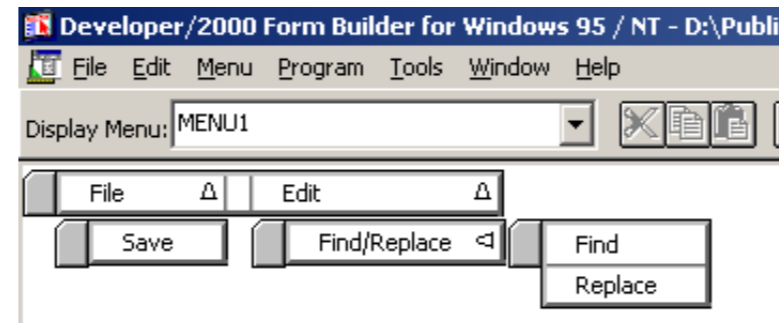 Developer/2000 Form Builder for Windows 95 / NT - D:\Publi
File Edit Menu Program Tools Window Help
Display Menu: MENU1
File Edit
Save Find/Replace Find
Replace